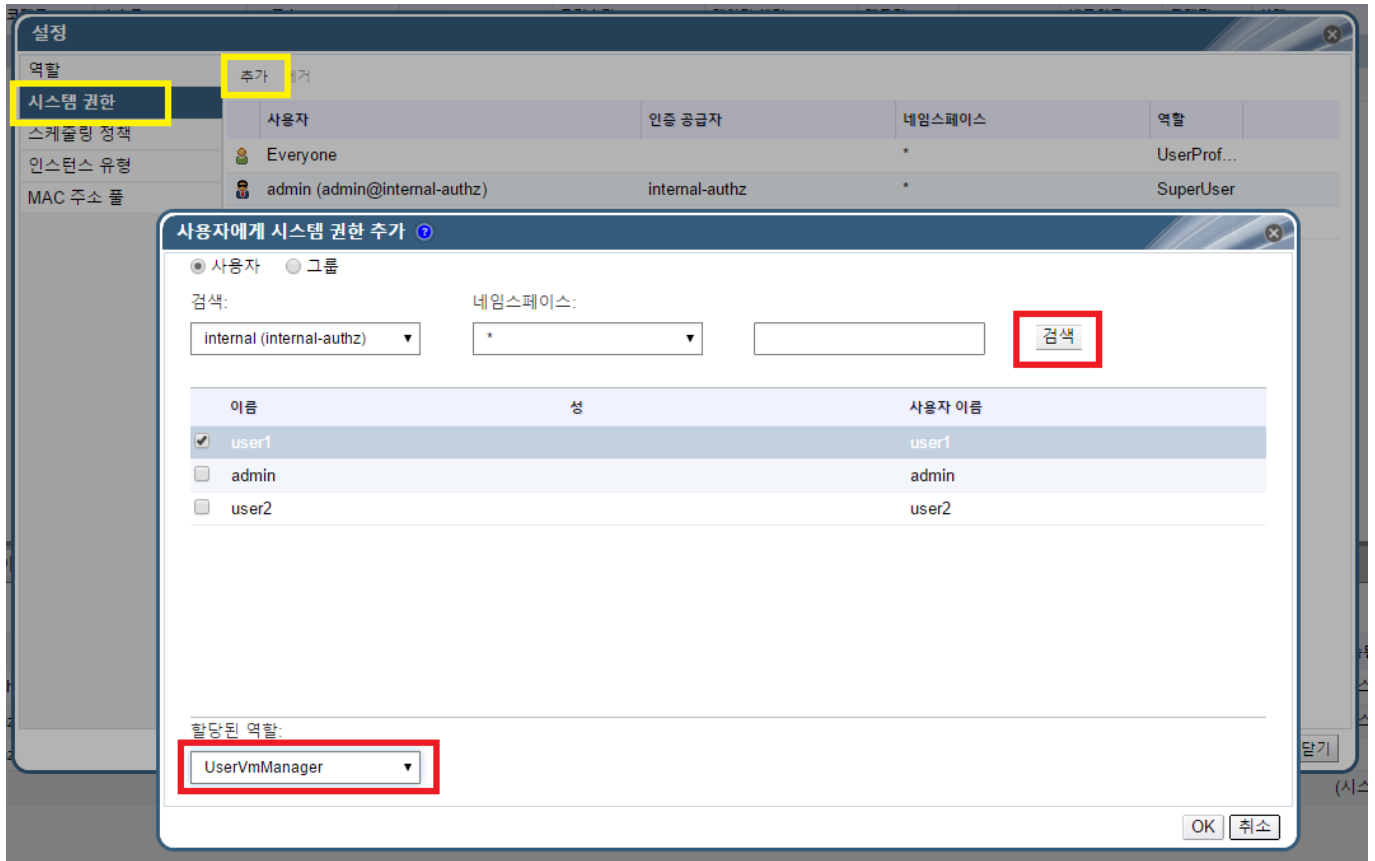 설정
역할
시스템 권한
스케줄링 정책
인스턴스 유형
MAC 주소 풀
추가
사용자 인증 공급자 네임스페이스 역할
Everyone * UserProf...
admin (admin@internal-authz) internal-authz * SuperUser
사용자에게 시스템 권한 추가 ?
사용자 그룹
검색: 네임스페이스:
internal (internal-authz) * 검색
이름 성 사용자 이름
user1 user1
admin admin
user2 user2
할당된 역할:
UserVmManager
OK 취소
닫기